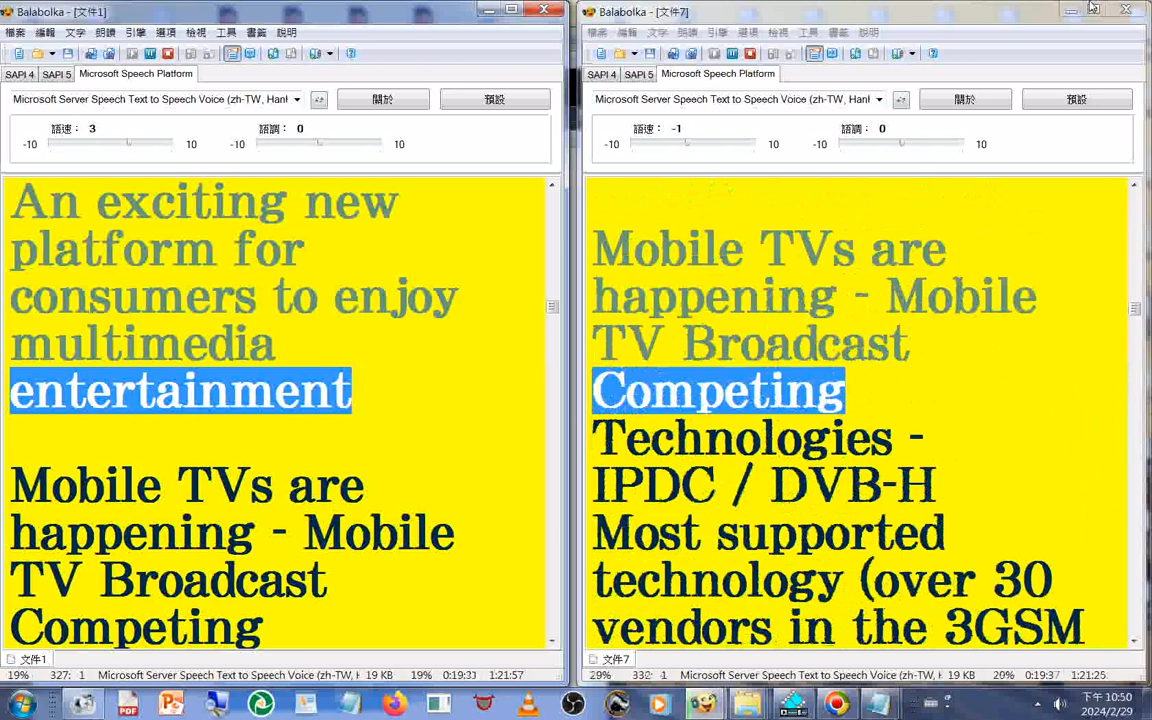 Balabolka - [文件1]
檔案 編輯 文字 朗讀 引擎 選項 檢視 工具 書籤 說明
SAPI 4 SAPI 5 Microsoft Speech Platform
Microsoft Server Speech Text to Speech Voice (zh-TW, Han
關於 預設
語速： 3 語調： 0
-10 10 -10 10
An exciting new
platform for
consumers to enjoy
multimedia
entertainment
Mobile TVs are
happening - Mobile
TV Broadcast
Competing
文件1
19% 327: 1 Microsoft Server Speech Text to Speech Voice (zh-TW, 19 KB 19% 0:19:33 1:21:57
Balabolka - [文件7]
檔案 編輯 文字 朗讀 引擎 選項 檢視 工具 書籤 說明
SAPI 4 SAPI 5 Microsoft Speech Platform
Microsoft Server Speech Text to Speech Voice (zh-TW, Han
關於 預設
語速： -1 語調： 0
-10 10 -10 10
Mobile TVs are
happening - Mobile
TV Broadcast
Competing
Technologies -
IPDC / DVB-H
Most supported
technology (over 30
vendors in the 3GSM
文件7
29% 332: 1 Microsoft Server Speech Text to Speech Voice (zh-TW, 19 KB 20% 0:19:37 1:21:25
PDF
下午 10:50
2024/2/29